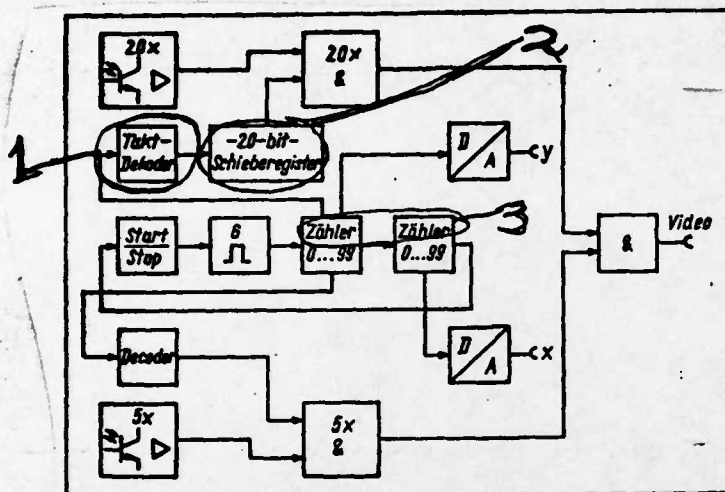 20x
20x
&
2
1
Takt-
Dekoder
-20-bit-
Schieberegister
D
A
y
Start
Stop
G
Zähler
0...99
Zähler
0...99
3
&
Video
Decoder
D
A
x
5x
5x
&